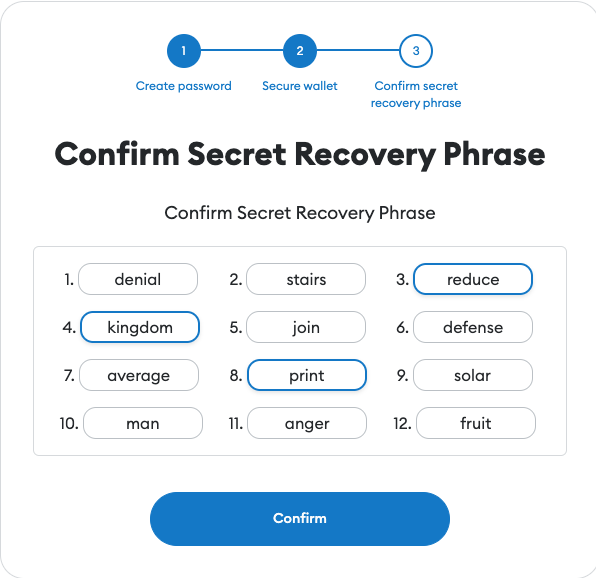 1 2 3
Create password Secure wallet Confirm secret
recovery phrase
Confirm Secret Recovery Phrase
Confirm Secret Recovery Phrase
1. denial 2. stairs 3. reduce
4. kingdom 5. join 6. defense
7. average 8. print 9. solar
10. man 11. anger 12. fruit
Confirm